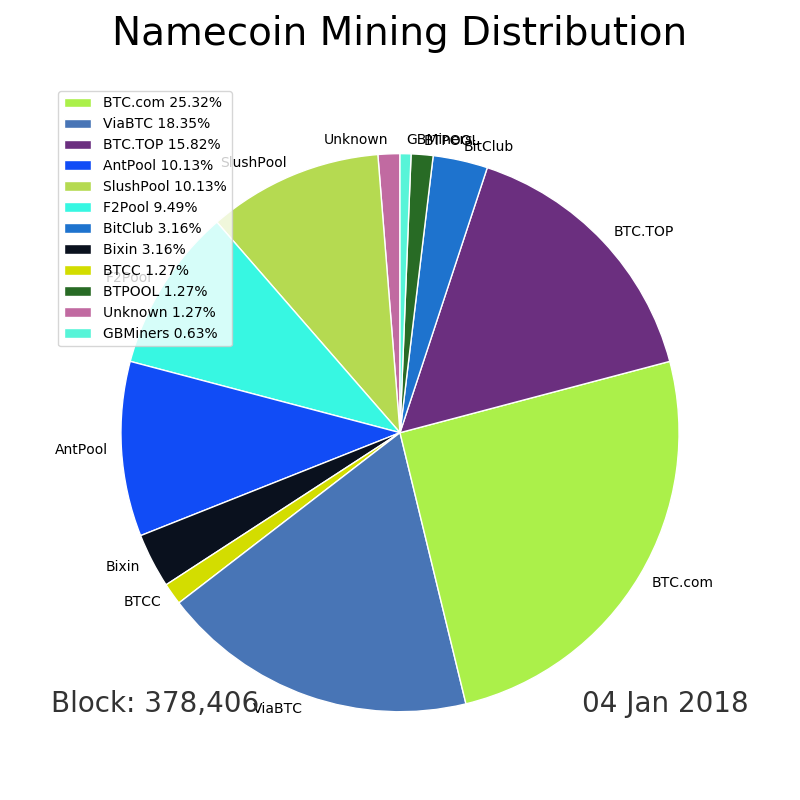 Namecoin Mining Distribution
BTC.com 25.32%
ViaBTC 18.35%
BTC.TOP 15.82%
AntPool 10.13%
SlushPool 10.13%
F2Pool 9.49%
BitClub 3.16%
Bixin 3.16%
BTCC 1.27%
BTPOOL 1.27%
Unknown 1.27%
GBMiners 0.63%
Unknown
GBMiners
BTPOOL
BitClub
SlushPool
BTC.TOP
F2Pool
AntPool
Bixin
BTC.com
BTCC
Block: 378,406
ViaBTC
04 Jan 2018